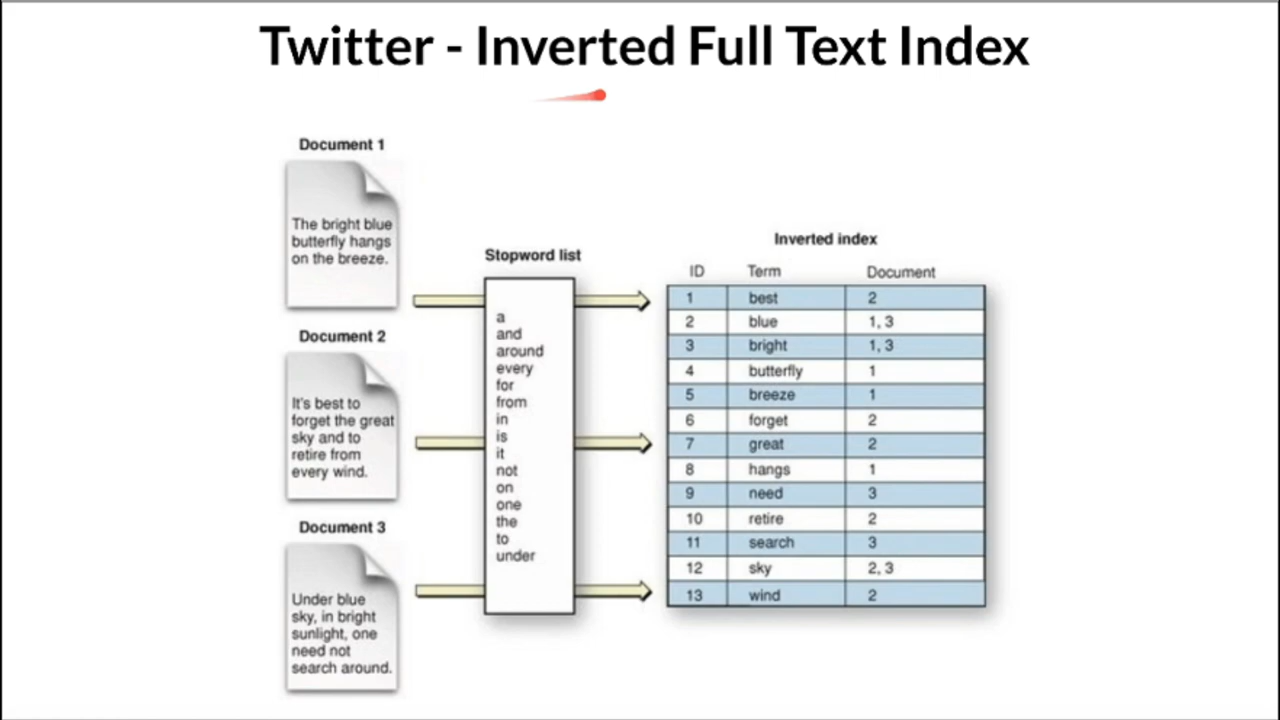 Twitter - Inverted Full Text Index
Document 1
The bright blue
butterfly hangs
on the breeze.
Document 2
It's best to
forget the great
sky and to
retire from
every wind.
Document 3
Under blue
sky, in bright
sunlight, one
need not
search around.
Stopword list
a
and
around
every
for
from
in
is
it
not
on
one
the
to
under
Inverted index
ID Term Document
1 best 2
2 blue 1, 3
3 bright 1, 3
4 butterfly 1
5 breeze 1
6 forget 2
7 great 2
8 hangs 1
9 need 3
10 retire 2
11 search 3
12 sky 2, 3
13 wind 2